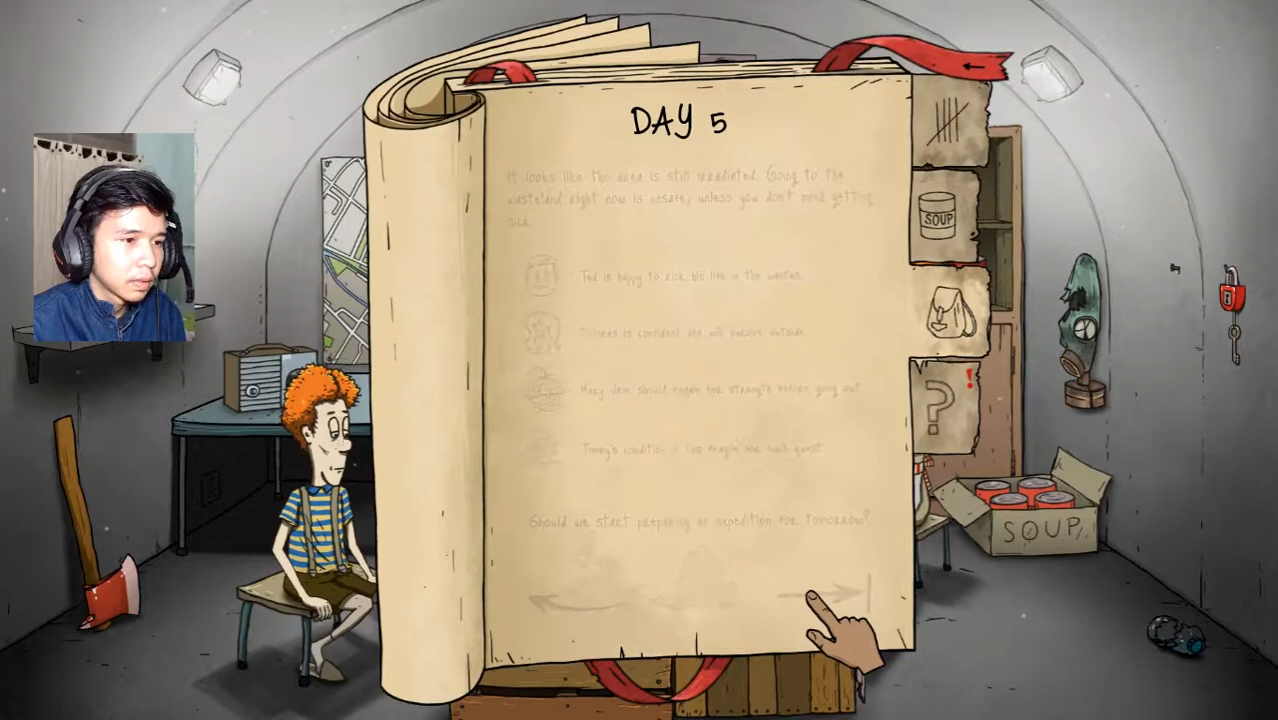 DAY 5
It looks like the area is still irradiated. Going to the
wasteland right now is unsafe, unless you don't mind getting
sick.
Ted is happy to risk his life in the wastes.
Dolores is confident she will survive outside.
Mary Jane should regain her strength before going out.
Timmy's condition is too fragile for such quest.
Should we start preparing an expedition for tomorrow?
SOUP
?
!
SOUP